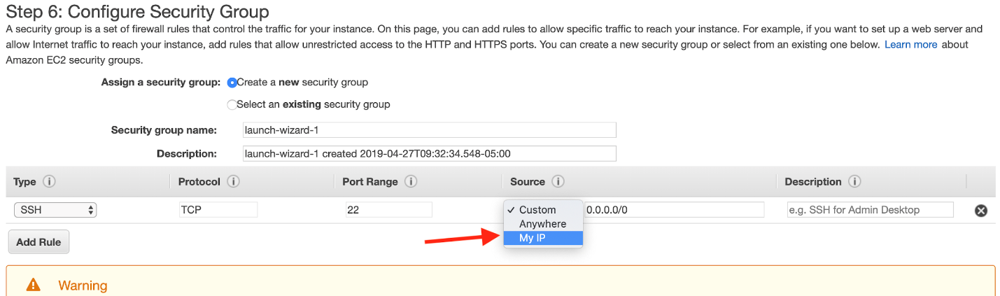 Step 6: Configure Security Group
A security group is a set of firewall rules that control the traffic for your instance. On this page, you can add rules to allow specific traffic to reach your instance. For example, if you want to set up a web server and
allow Internet traffic to reach your instance, add rules that allow unrestricted access to the HTTP and HTTPS ports. You can create a new security group or select from an existing one below. Learn more about
Amazon EC2 security groups.
Assign a security group: Create a new security group
Select an existing security group
Security group name: launch-wizard-1
Description: launch-wizard-1 created 2019-04-27T09:32:34.548-05:00
Type i Protocol i Port Range i Source i Description i
SSH TCP 22 ✓ Custom 0.0.0.0/0 e.g. SSH for Admin Desktop
Anywhere
My IP
Add Rule
Warning